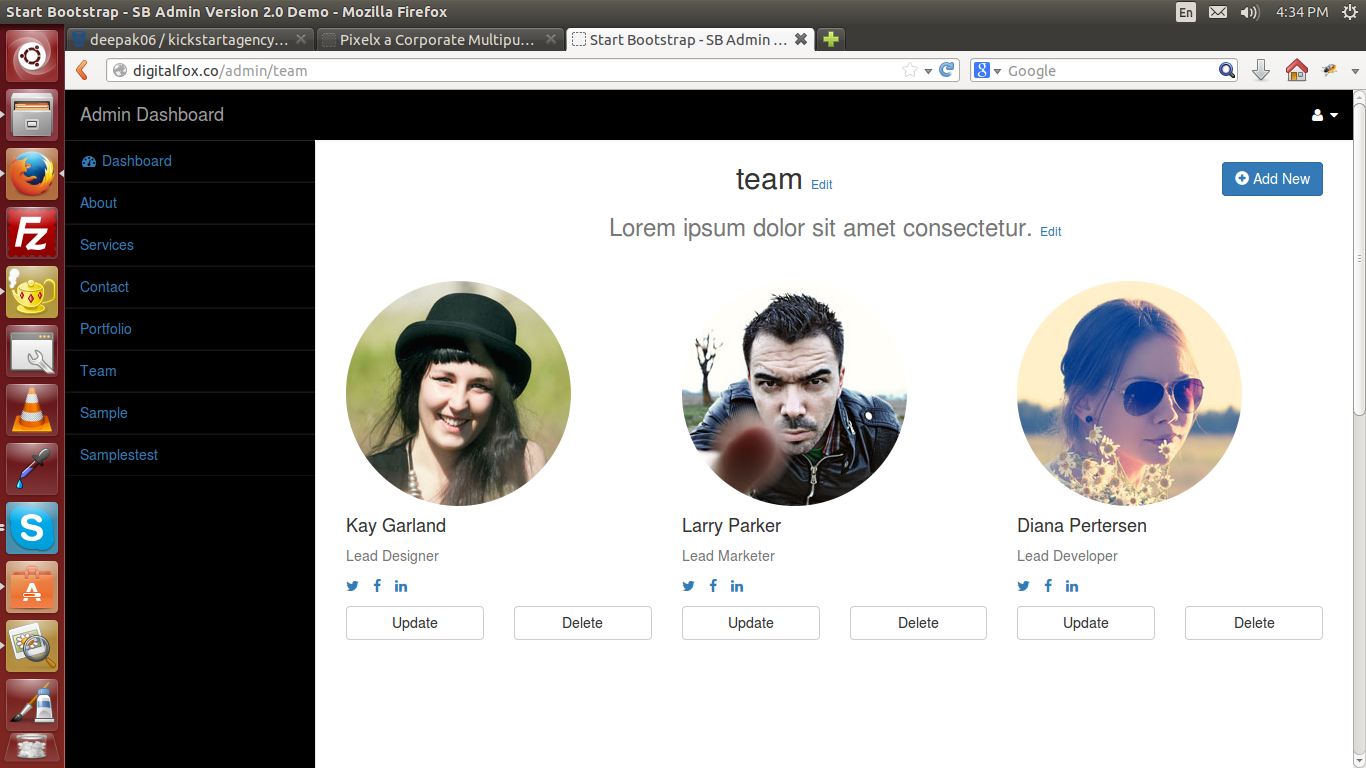 Start Bootstrap - SB Admin Version 2.0 Demo - Mozilla Firefox
En
4:34 PM
deepak06 / kickstartagency...
Pixelx a Corporate Multipu...
Start Bootstrap - SB Admin ...
digitalfox.co/admin/team
Google
Admin Dashboard
Dashboard
About
Services
Contact
Portfolio
Team
Sample
Samplestest
team Edit
Add New
Lorem ipsum dolor sit amet consectetur. Edit
Kay Garland
Lead Designer
Update Delete
Larry Parker
Lead Marketer
Update Delete
Diana Pertersen
Lead Developer
Update Delete